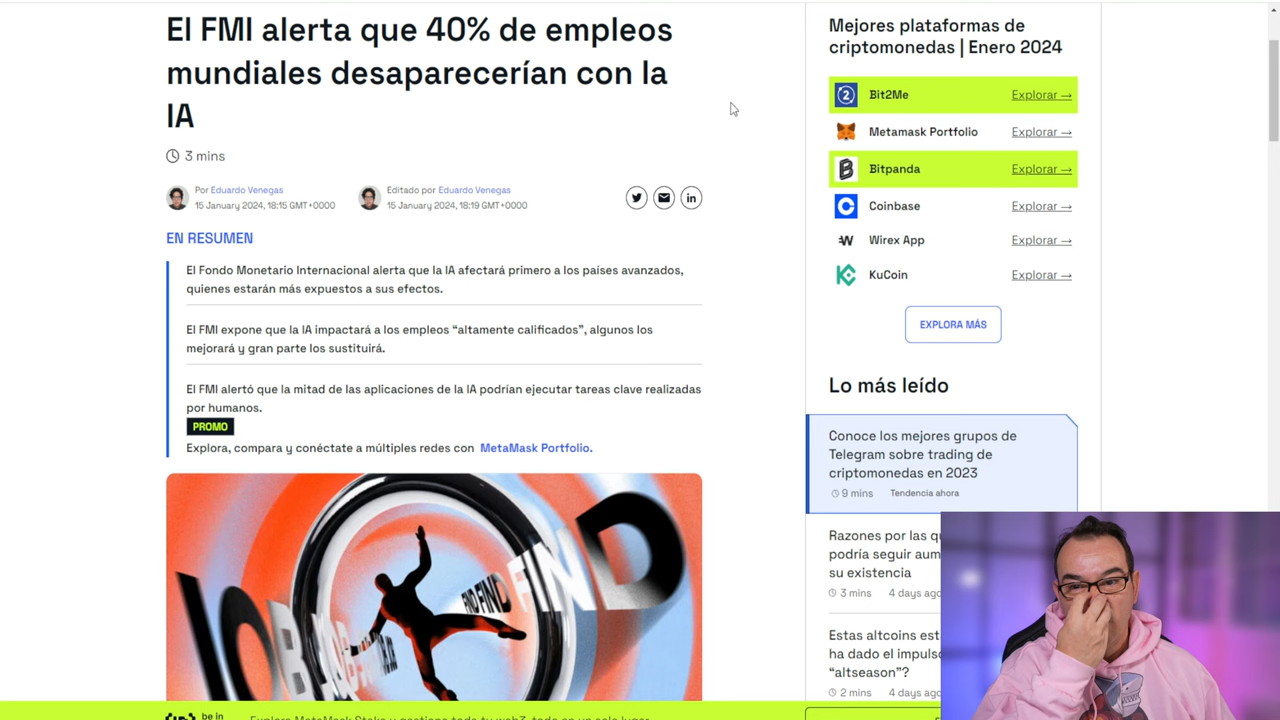 El FMI alerta que 40% de empleos
mundiales desaparecerían con la
IA
3 mins
Por Eduardo Venegas
15 January 2024, 18:15 GMT+0000
Editado por Eduardo Venegas
15 January 2024, 18:19 GMT+0000
EN RESUMEN
El Fondo Monetario Internacional alerta que la IA afectará primero a los países avanzados,
quienes estarán más expuestos a sus efectos.
El FMI expone que la IA impactará a los empleos “altamente calificados”, algunos los
mejorará y gran parte los sustituirá.
El FMI alertó que la mitad de las aplicaciones de la IA podrían ejecutar tareas clave realizadas
por humanos.
PROMO
Explora, compara y conéctate a múltiples redes con MetaMask Portfolio.
JOB
FIND FIND FIND
be in
Mejores plataformas de
criptomonedas | Enero 2024
Bit2Me Explorar →
Metamask Portfolio Explorar →
Bitpanda Explorar →
Coinbase Explorar →
Wirex App Explorar →
KuCoin Explorar →
EXPLORA MÁS
Lo más leído
Conoce los mejores grupos de
Telegram sobre trading de
criptomonedas en 2023
9 mins Tendencia ahora
Razones por las
podría seguir
su existencia
3 mins 4 days
Estas altcoins
ha dado el
“altseason”?
2 mins 4 days